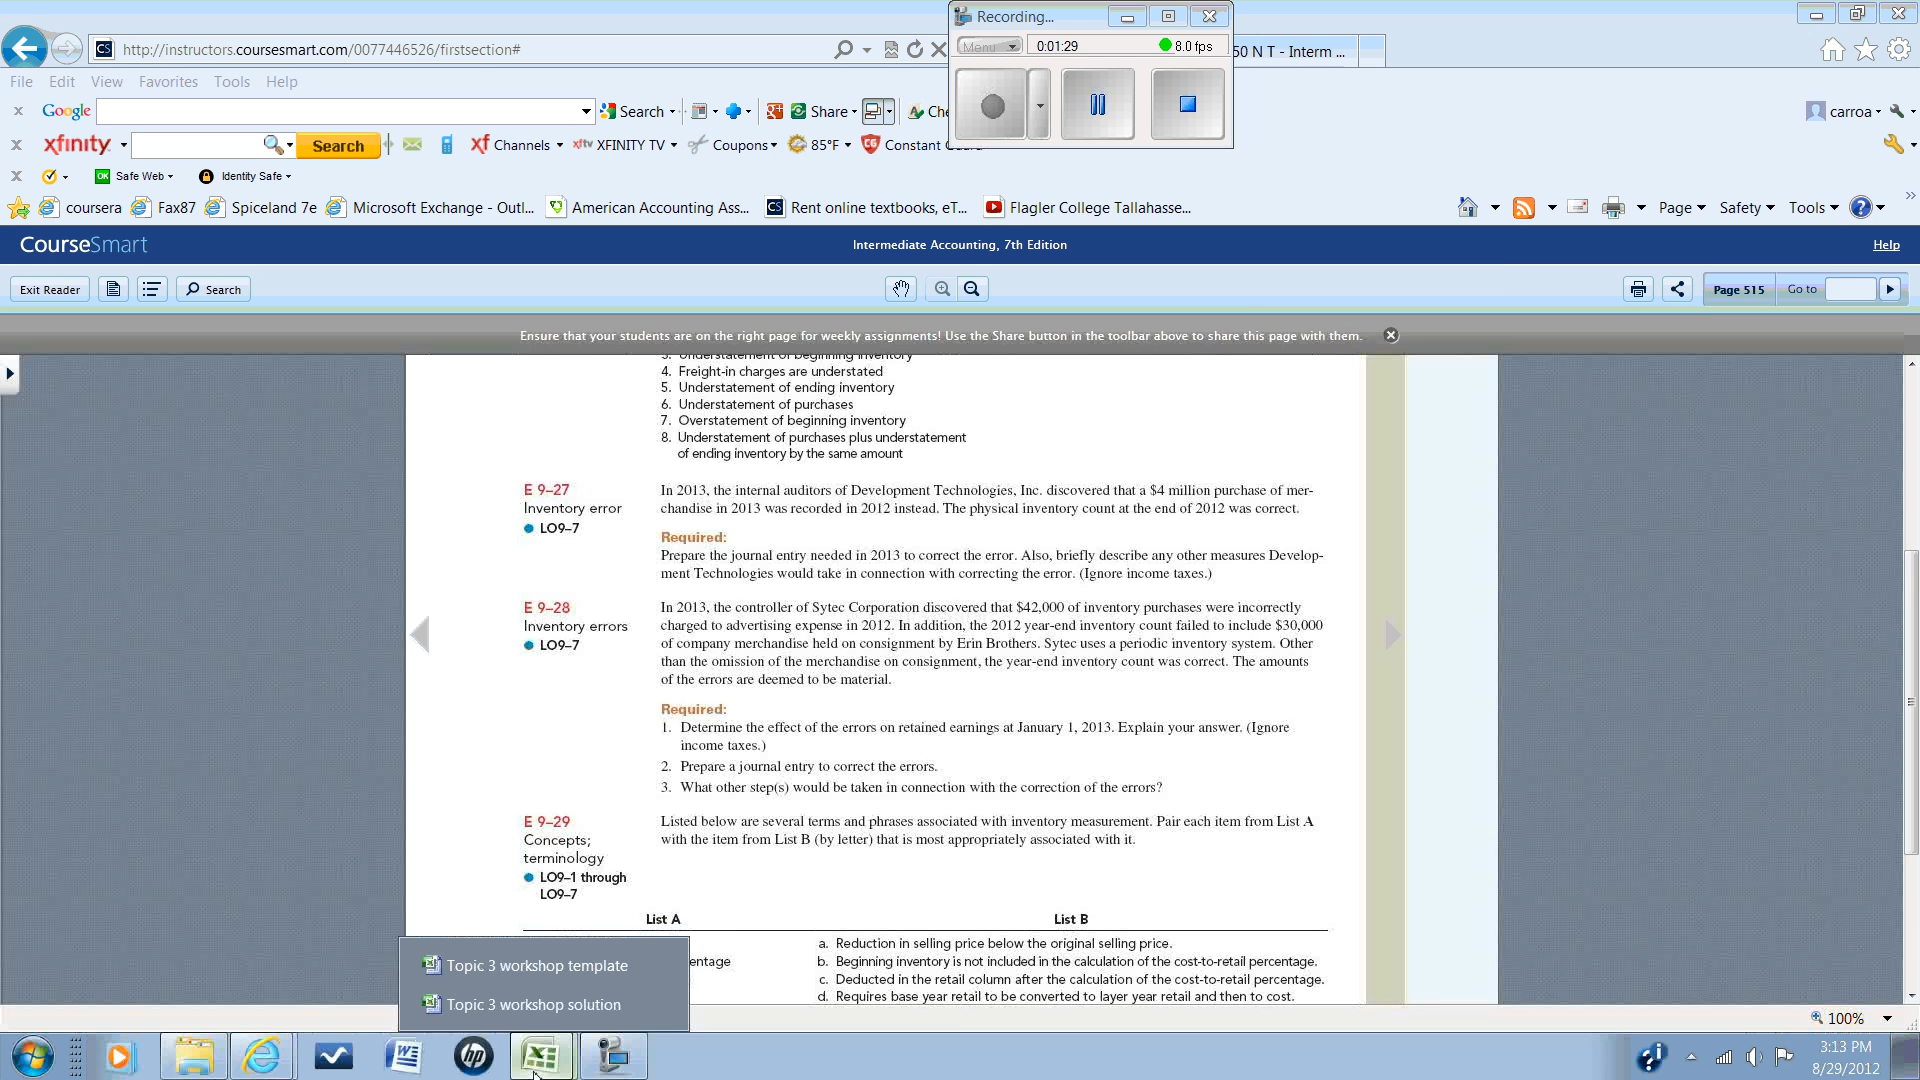 Recording...
Menu
0:01:29
8.0 fps
http://instructors.coursesmart.com/0077446526/firstsection#
50 N T - Interm ...
File Edit View Favorites Tools Help
x Google Search Share Che
carroa
x xfinity Search xf Channels xftv XFINITY TV Coupons 85°F CG Constant Guard
x OK Safe Web Identity Safe
coursera Fax87 Spiceland 7e Microsoft Exchange - Outl... American Accounting Ass... CS Rent online textbooks, eT... Flagler College Tallahasse...
Page Safety Tools
CourseSmart
Intermediate Accounting, 7th Edition
Help
Exit Reader
Search
Page 515
Go to
Ensure that your students are on the right page for weekly assignments! Use the Share button in the toolbar above to share this page with them.
3. Understatement of beginning inventory
4. Freight-in charges are understated
5. Understatement of ending inventory
6. Understatement of purchases
7. Overstatement of beginning inventory
8. Understatement of purchases plus understatement
of ending inventory by the same amount
E 9–27
Inventory error
LO9–7
In 2013, the internal auditors of Development Technologies, Inc. discovered that a $4 million purchase of mer-
chandise in 2013 was recorded in 2012 instead. The physical inventory count at the end of 2012 was correct.
Required:
Prepare the journal entry needed in 2013 to correct the error. Also, briefly describe any other measures Develop-
ment Technologies would take in connection with correcting the error. (Ignore income taxes.)
E 9–28
Inventory errors
LO9–7
In 2013, the controller of Sytec Corporation discovered that $42,000 of inventory purchases were incorrectly
charged to advertising expense in 2012. In addition, the 2012 year-end inventory count failed to include $30,000
of company merchandise held on consignment by Erin Brothers. Sytec uses a periodic inventory system. Other
than the omission of the merchandise on consignment, the year-end inventory count was correct. The amounts
of the errors are deemed to be material.
Required:
1. Determine the effect of the errors on retained earnings at January 1, 2013. Explain your answer. (Ignore
income taxes.)
2. Prepare a journal entry to correct the errors.
3. What other step(s) would be taken in connection with the correction of the errors?
E 9–29
Concepts;
terminology
LO9–1 through
LO9–7
Listed below are several terms and phrases associated with inventory measurement. Pair each item from List A
with the item from List B (by letter) that is most appropriately associated with it.
List A
List B
a. Reduction in selling price below the original selling price.
entage
b. Beginning inventory is not included in the calculation of the cost-to-retail percentage.
c. Deducted in the retail column after the calculation of the cost-to-retail percentage.
d. Requires base year retail to be converted to layer year retail and then to cost.
Topic 3 workshop template
Topic 3 workshop solution
100%
3:13 PM
8/29/2012